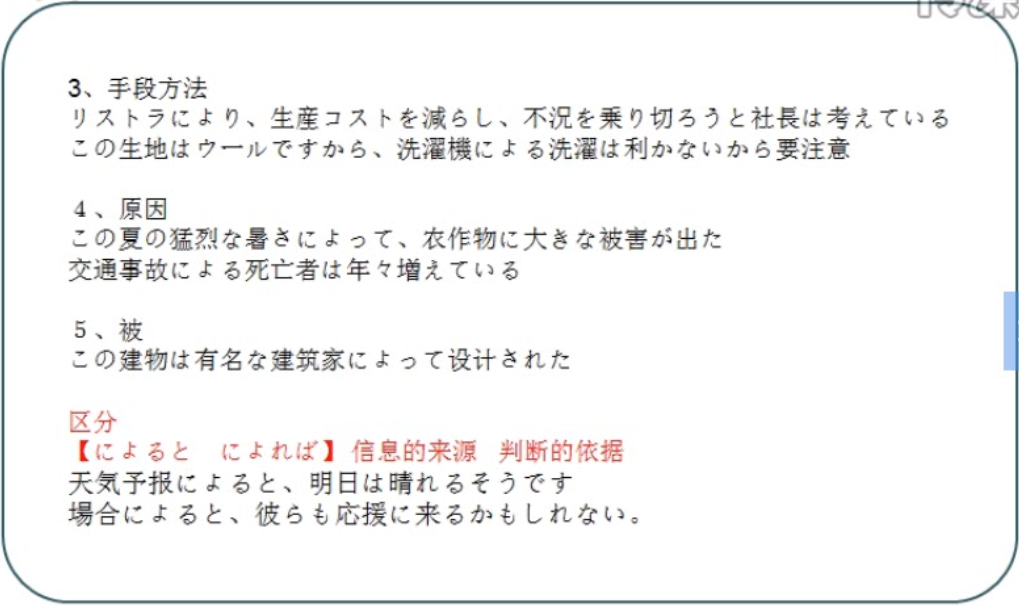 3、手段方法
リストラにより、生産コストを減らし、不況を乗り切ろうと社長は考えている
この生地はウールですから、洗濯機による洗濯は利かないから要注意
4、原因
この夏の猛烈な暑さによって、衣作物に大きな被害が出た
交通事故による死亡者は年々増えている
5、被
この建物は有名な建筑家によって设计された
区分
【によると　によれば】信息的来源 判断的依据
天気予报によると、明日は晴れるそうです
場合によると、彼らも応援に来るかもしれない。